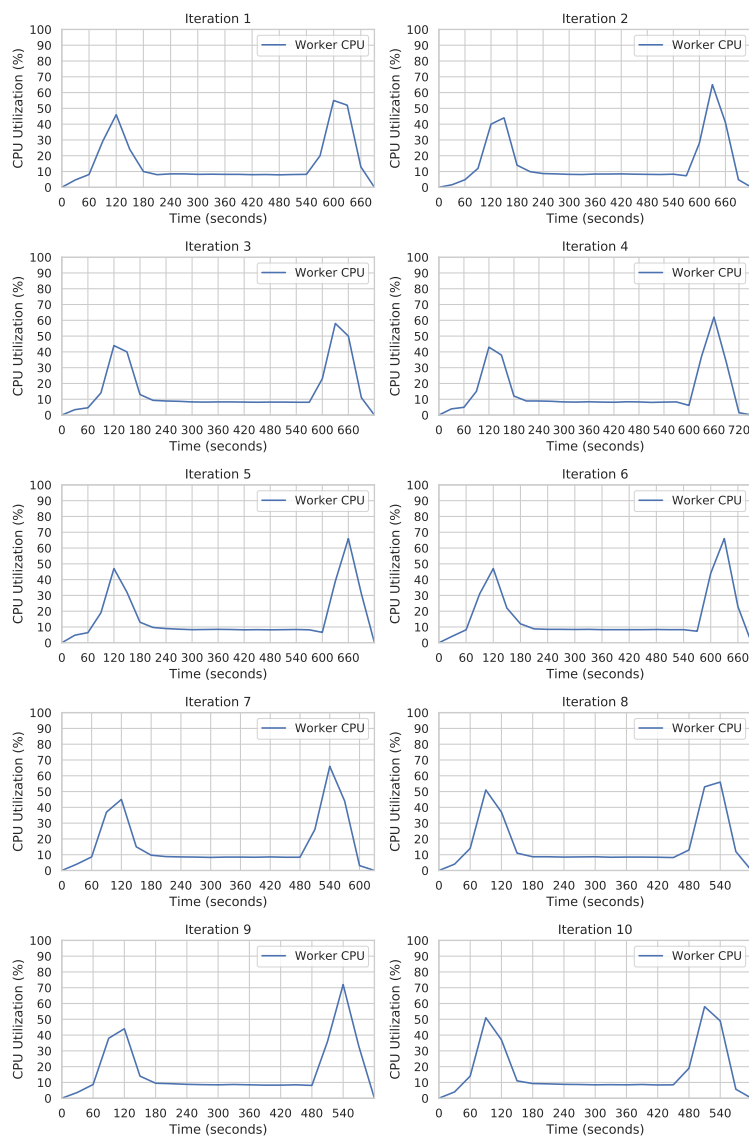 Iteration 1
Iteration 2
100
90
80
70
60
50
40
30
20
10
0
CPU Utilization (%)
Worker CPU
0 60 120 180 240 300 360 420 480 540 600 660
Time (seconds)
100
90
80
70
60
50
40
30
20
10
0
CPU Utilization (%)
Worker CPU
0 60 120 180 240 300 360 420 480 540 600 660
Time (seconds)
Iteration 3
Iteration 4
100
90
80
70
60
50
40
30
20
10
0
CPU Utilization (%)
Worker CPU
0 60 120 180 240 300 360 420 480 540 600 660
Time (seconds)
100
90
80
70
60
50
40
30
20
10
0
CPU Utilization (%)
Worker CPU
0 60 120 180 240 300 360 420 480 540 600 660 720
Time (seconds)
Iteration 5
Iteration 6
100
90
80
70
60
50
40
30
20
10
0
CPU Utilization (%)
Worker CPU
0 60 120 180 240 300 360 420 480 540 600 660
Time (seconds)
100
90
80
70
60
50
40
30
20
10
0
CPU Utilization (%)
Worker CPU
0 60 120 180 240 300 360 420 480 540 600 660
Time (seconds)
Iteration 7
Iteration 8
100
90
80
70
60
50
40
30
20
10
0
CPU Utilization (%)
Worker CPU
0 60 120 180 240 300 360 420 480 540 600
Time (seconds)
100
90
80
70
60
50
40
30
20
10
0
CPU Utilization (%)
Worker CPU
0 60 120 180 240 300 360 420 480 540
Time (seconds)
Iteration 9
Iteration 10
100
90
80
70
60
50
40
30
20
10
0
CPU Utilization (%)
Worker CPU
0 60 120 180 240 300 360 420 480 540
Time (seconds)
100
90
80
70
60
50
40
30
20
10
0
CPU Utilization (%)
Worker CPU
0 60 120 180 240 300 360 420 480 540
Time (seconds)